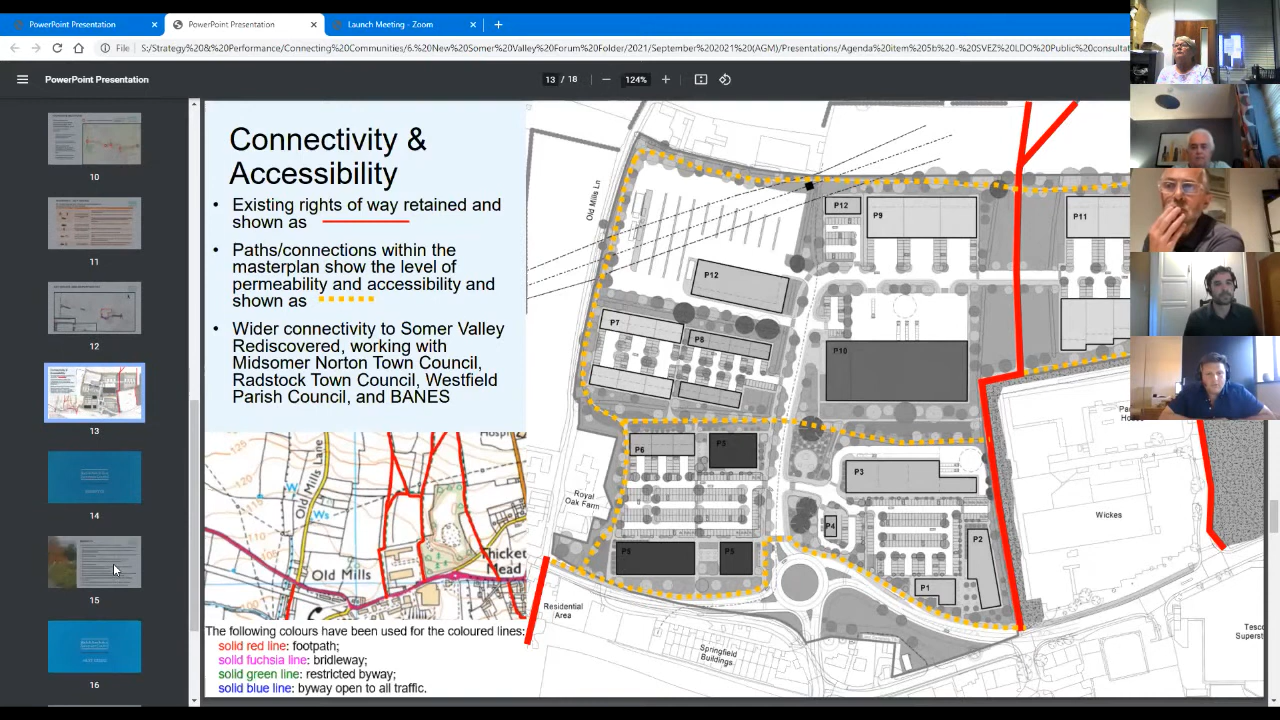 PowerPoint Presentation
PowerPoint Presentation
Launch Meeting - Zoom
File
S:/Strategy%20&%20Performance/Connecting%20Communities/6.%20New%20Somer%20Valley%20Forum%20Folder/2021/September%202021%20(AGM)/Presentations/Agenda%20item%205b%20-%20SVEZ%20LDO%20Public%20consultat
PowerPoint Presentation
13 / 18
124%
10
11
12
13
14
15
16
Connectivity &
Accessibility
• Existing rights of way retained and
shown as
• Paths/connections within the
masterplan show the level of
permeability and accessibility and
shown as
• Wider connectivity to Somer Valley
Rediscovered, working with
Midsomer Norton Town Council,
Radstock Town Council, Westfield
Parish Council, and BANES
Old Mills Lane
Ws
Old Mills
Thicket
Mead
The following colours have been used for the coloured lines:
solid red line: footpath;
solid fuchsia line: bridleway;
solid green line: restricted byway;
solid blue line: byway open to all traffic.
Old Mills Ln
P12
P9
P11
P12
P7
P8
P10
P6
P5
P3
Royal
Oak Farm
P4
P2
Wickes
P5
P1
Residential
Area
Springfield
Buildings